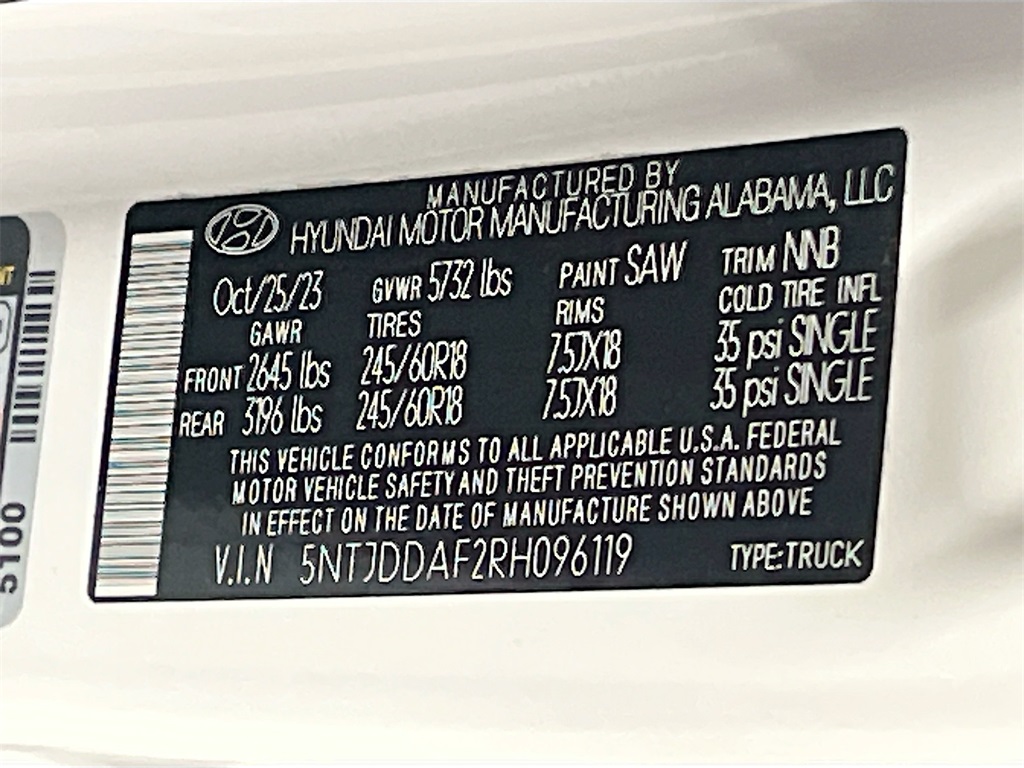 MANUFACTURED BY
HYUNDAI MOTOR MANUFACTURING ALABAMA, LLC
Oct/25/23 GVWR 5732 lbs PAINT SAW TRIM NNB
GAWR TIRES RIMS COLD TIRE INFL
FRONT 2645 lbs 245/60R18 7.5JX18 35 psi SINGLE
REAR 3196 lbs 245/60R18 7.5JX18 35 psi SINGLE
THIS VEHICLE CONFORMS TO ALL APPLICABLE U.S.A. FEDERAL
MOTOR VEHICLE SAFETY AND THEFT PREVENTION STANDARDS
IN EFFECT ON THE DATE OF MANUFACTURE SHOWN ABOVE
V.I.N 5NTJDDAF2RH096119 TYPE:TRUCK
5100